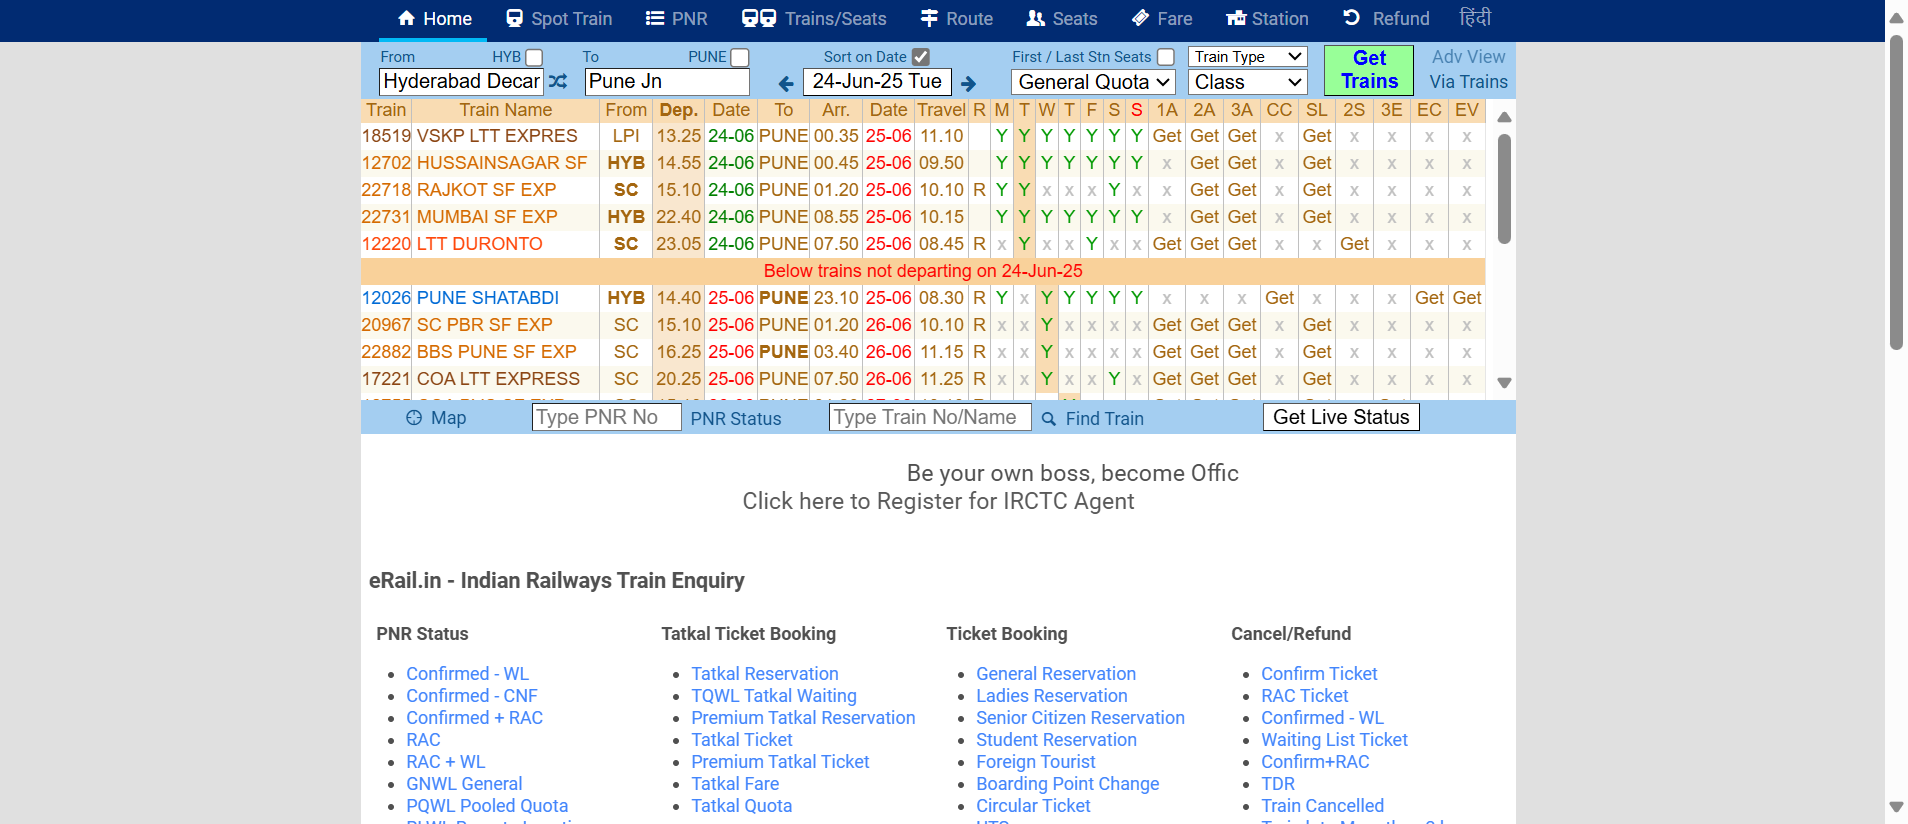 Home Spot Train PNR Trains/Seats Route Seats Fare Station Refund हिंदी
From HYB To PUNE Sort on Date First / Last Stn Seats Train Type Get Trains Adv View
Hyderabad Decan Pune Jn 24-Jun-25 Tue General Quota Class Via Trains
Train Train Name From Dep. Date To Arr. Date Travel R M T W T F S S 1A 2A 3A CC SL 2S 3E EC EV
18519 VSKP LTT EXPRES LPI 13.25 24-06 PUNE 00.35 25-06 11.10 Y Y Y Y Y Y Y Get Get Get x Get x x x x
12702 HUSSAINSAGAR SF HYB 14.55 24-06 PUNE 00.45 25-06 09.50 Y Y Y Y Y Y Y x Get Get x Get x x x x
22718 RAJKOT SF EXP SC 15.10 24-06 PUNE 01.20 25-06 10.10 R Y Y x x x Y x x Get Get x Get x x x x
22731 MUMBAI SF EXP HYB 22.40 24-06 PUNE 08.55 25-06 10.15 Y Y Y Y Y Y Y x Get Get x Get x x x x
12220 LTT DURONTO SC 23.05 24-06 PUNE 07.50 25-06 08.45 R x Y x x Y x x Get Get Get x x Get x x x
Below trains not departing on 24-Jun-25
12026 PUNE SHATABDI HYB 14.40 25-06 PUNE 23.10 25-06 08.30 R Y x Y Y Y Y Y x x x Get x x x Get Get
20967 SC PBR SF EXP SC 15.10 25-06 PUNE 01.20 26-06 10.10 R x x Y x x x x Get Get Get x Get x x x x
22882 BBS PUNE SF EXP SC 16.25 25-06 PUNE 03.40 26-06 11.15 R x x Y x x x x Get Get Get x Get x x x x
17221 COA LTT EXPRESS SC 20.25 25-06 PUNE 07.50 26-06 11.25 R x x Y x x Y x Get Get Get x Get x x x x
Map Type PNR No PNR Status Type Train No/Name Find Train Get Live Status
Be your own boss, become Offic
Click here to Register for IRCTC Agent
eRail.in - Indian Railways Train Enquiry
PNR Status
Confirmed - WL
Confirmed - CNF
Confirmed + RAC
RAC
RAC + WL
GNWL General
PQWL Pooled Quota
Tatkal Ticket Booking
Tatkal Reservation
TQWL Tatkal Waiting
Premium Tatkal Reservation
Tatkal Ticket
Premium Tatkal Ticket
Tatkal Fare
Tatkal Quota
Ticket Booking
General Reservation
Ladies Reservation
Senior Citizen Reservation
Student Reservation
Foreign Tourist
Boarding Point Change
Circular Ticket
Cancel/Refund
Confirm Ticket
RAC Ticket
Confirmed - WL
Waiting List Ticket
Confirm+RAC
TDR
Train Cancelled